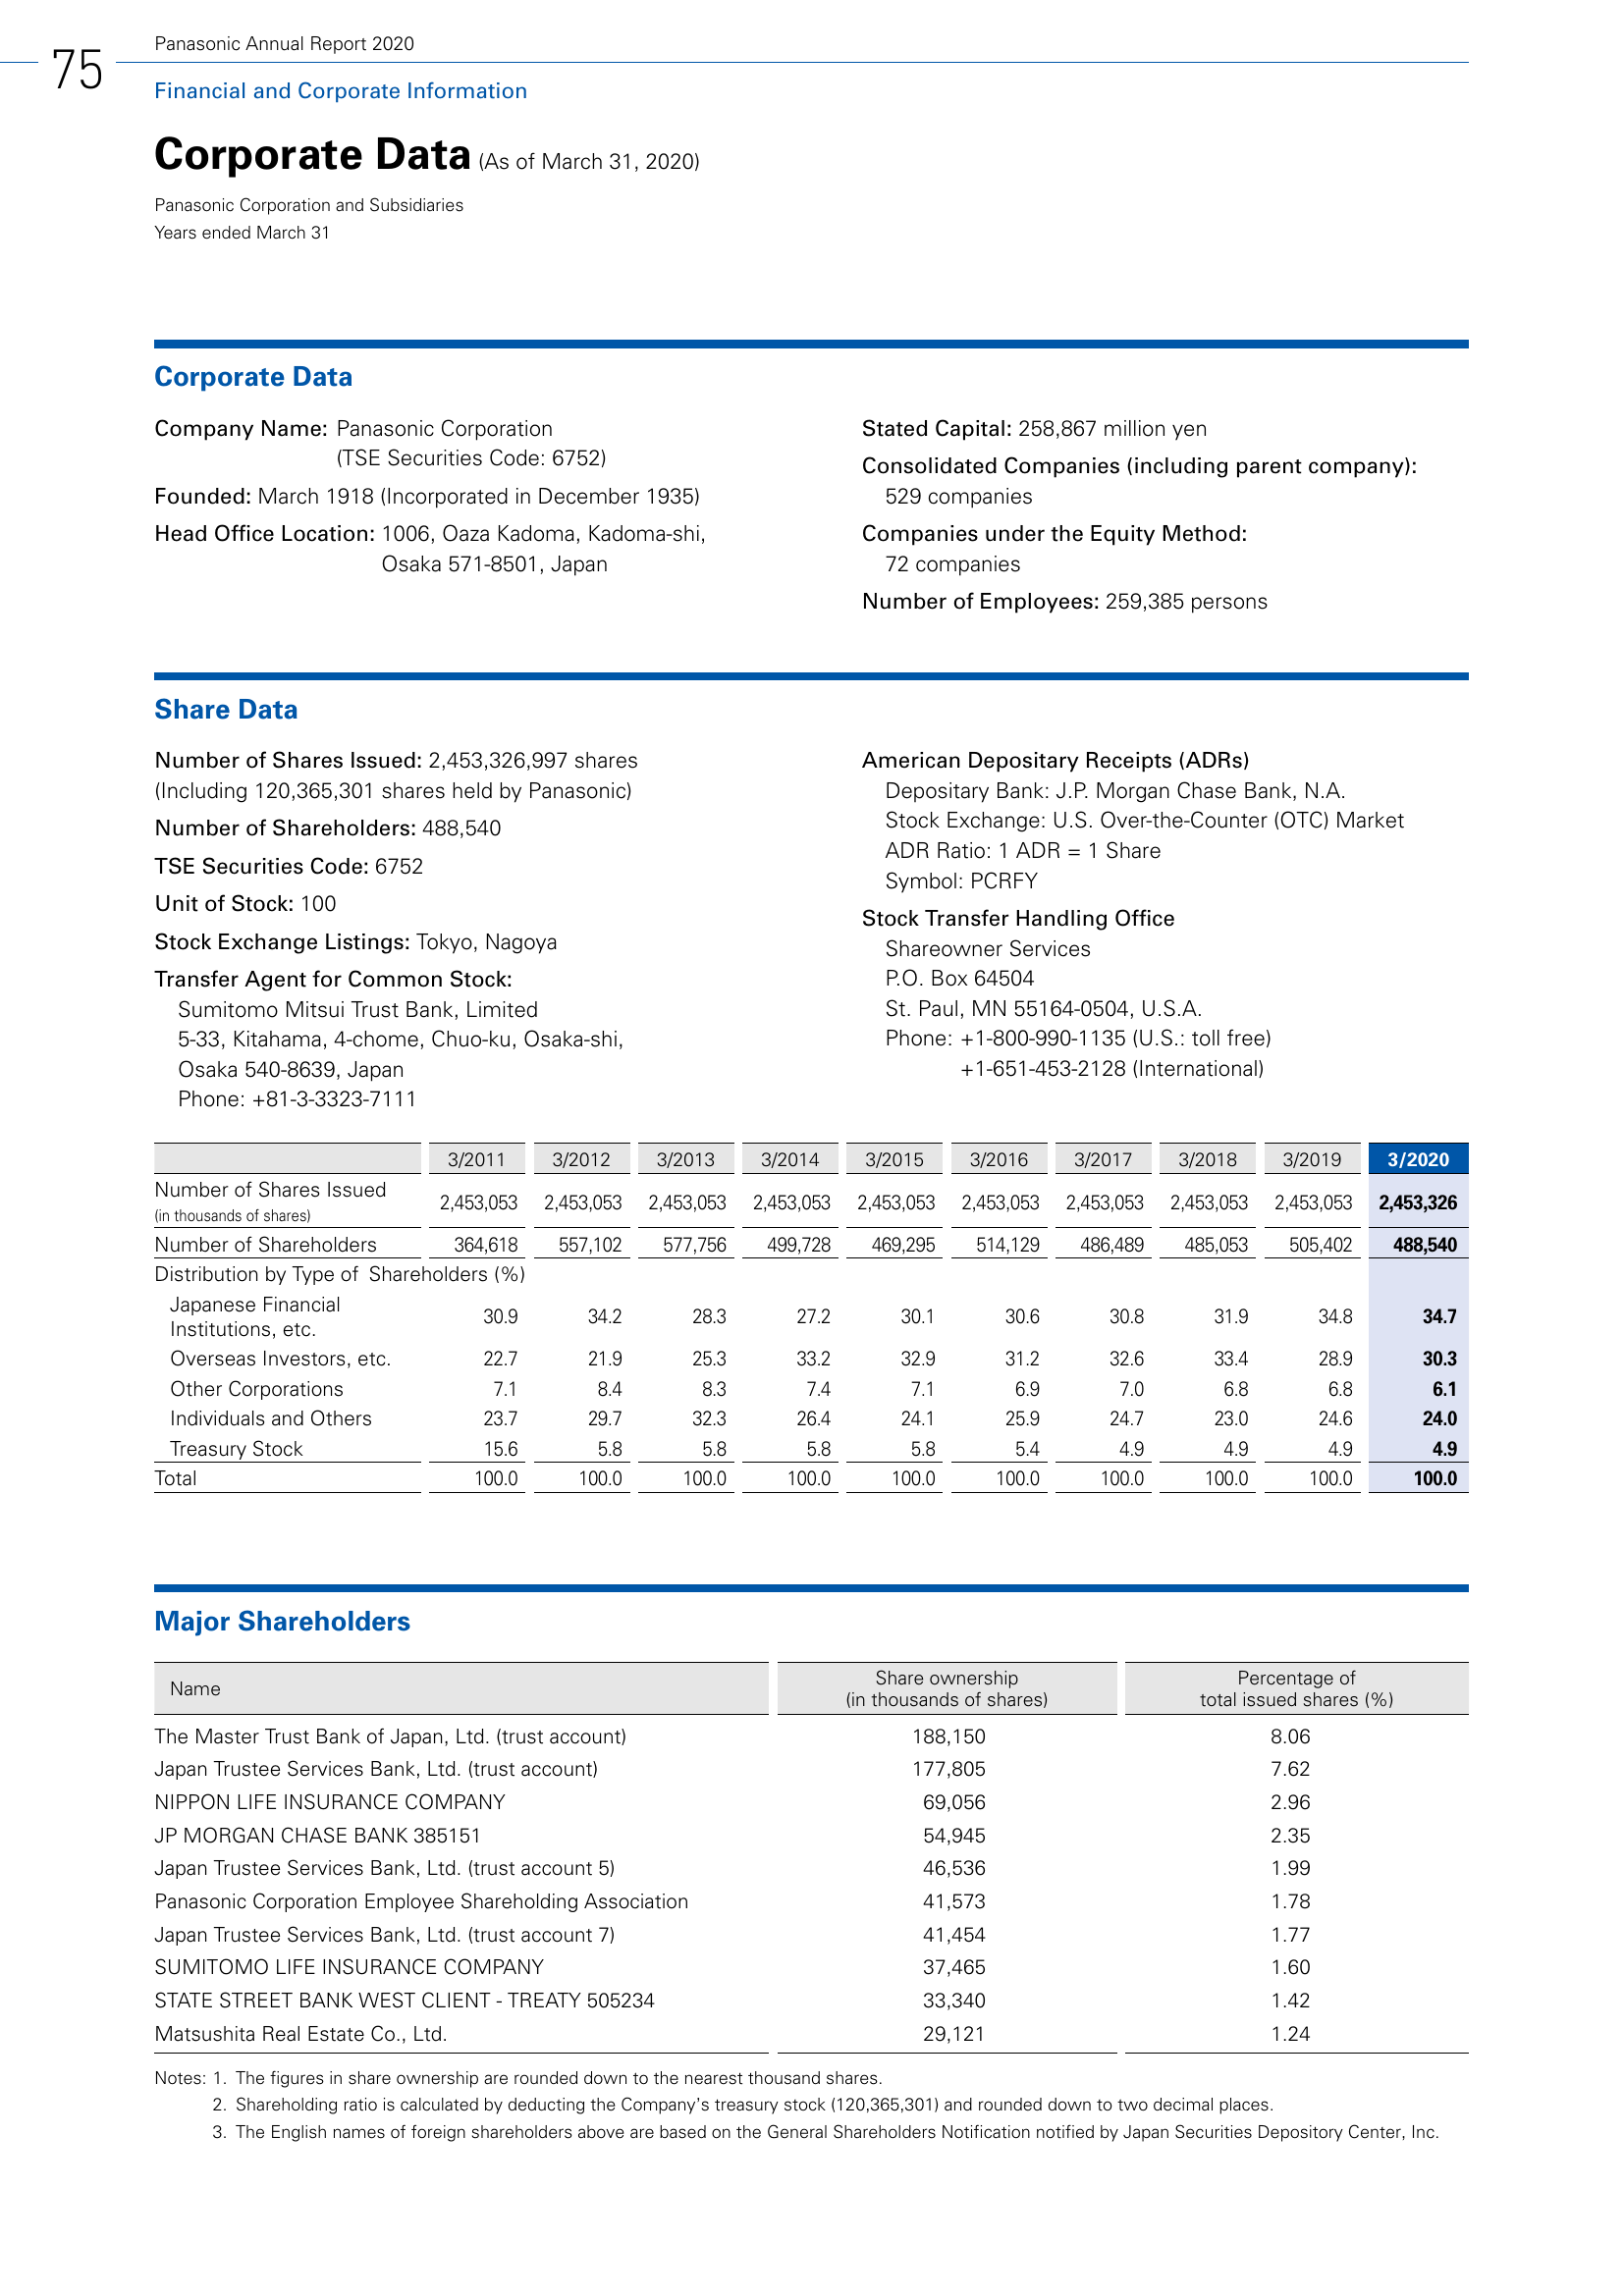 Panasonic Annual Report 2020
75
Financial and Corporate Information
Corporate Data (As of March 31, 2020)
Panasonic Corporation and Subsidiaries
Years ended March 31
Corporate Data
Company Name: Panasonic Corporation
(TSE Securities Code: 6752)
Founded: March 1918 (Incorporated in December 1935)
Head Office Location: 1006, Oaza Kadoma, Kadoma-shi,
Osaka 571-8501, Japan
Stated Capital: 258,867 million yen
Consolidated Companies (including parent company):
529 companies
Companies under the Equity Method:
72 companies
Number of Employees: 259,385 persons
Share Data
Number of Shares Issued: 2,453,326,997 shares
(Including 120,365,301 shares held by Panasonic)
Number of Shareholders: 488,540
TSE Securities Code: 6752
Unit of Stock: 100
Stock Exchange Listings: Tokyo, Nagoya
Transfer Agent for Common Stock:
Sumitomo Mitsui Trust Bank, Limited
5-33, Kitahama, 4-chome, Chuo-ku, Osaka-shi,
Osaka 540-8639, Japan
Phone: +81-3-3323-7111
American Depositary Receipts (ADRs)
Depositary Bank: J.P. Morgan Chase Bank, N.A.
Stock Exchange: U.S. Over-the-Counter (OTC) Market
ADR Ratio: 1 ADR = 1 Share
Symbol: PCRFY
Stock Transfer Handling Office
Shareowner Services
P.O. Box 64504
St. Paul, MN 55164-0504, U.S.A.
Phone: +1-800-990-1135 (U.S.: toll free)
+1-651-453-2128 (International)
3/2011 3/2012 3/2013 3/2014 3/2015 3/2016 3/2017 3/2018 3/2019 3/2020
Number of Shares Issued
(in thousands of shares) 2,453,053 2,453,053 2,453,053 2,453,053 2,453,053 2,453,053 2,453,053 2,453,053 2,453,053 2,453,326
Number of Shareholders 364,618 557,102 577,756 499,728 469,295 514,129 486,489 485,053 505,402 488,540
Distribution by Type of Shareholders (%)
Japanese Financial
Institutions, etc. 30.9 34.2 28.3 27.2 30.1 30.6 30.8 31.9 34.8 34.7
Overseas Investors, etc. 22.7 21.9 25.3 33.2 32.9 31.2 32.6 33.4 28.9 30.3
Other Corporations 7.1 8.4 8.3 7.4 7.1 6.9 7.0 6.8 6.8 6.1
Individuals and Others 23.7 29.7 32.3 26.4 24.1 25.9 24.7 23.0 24.6 24.0
Treasury Stock 15.6 5.8 5.8 5.8 5.8 5.4 4.9 4.9 4.9 4.9
Total 100.0 100.0 100.0 100.0 100.0 100.0 100.0 100.0 100.0 100.0
Major Shareholders
Name Share ownership Percentage of
(in thousands of shares) total issued shares (%)
The Master Trust Bank of Japan, Ltd. (trust account) 188,150 8.06
Japan Trustee Services Bank, Ltd. (trust account) 177,805 7.62
NIPPON LIFE INSURANCE COMPANY 69,056 2.96
JP MORGAN CHASE BANK 385151 54,945 2.35
Japan Trustee Services Bank, Ltd. (trust account 5) 46,536 1.99
Panasonic Corporation Employee Shareholding Association 41,573 1.78
Japan Trustee Services Bank, Ltd. (trust account 7) 41,454 1.77
SUMITOMO LIFE INSURANCE COMPANY 37,465 1.60
STATE STREET BANK WEST CLIENT - TREATY 505234 33,340 1.42
Matsushita Real Estate Co., Ltd. 29,121 1.24
Notes: 1. The figures in share ownership are rounded down to the nearest thousand shares.
2. Shareholding ratio is calculated by deducting the Company's treasury stock (120,365,301) and rounded down to two decimal places.
3. The English names of foreign shareholders above are based on the General Shareholders Notification notified by Japan Securities Depository Center, Inc.